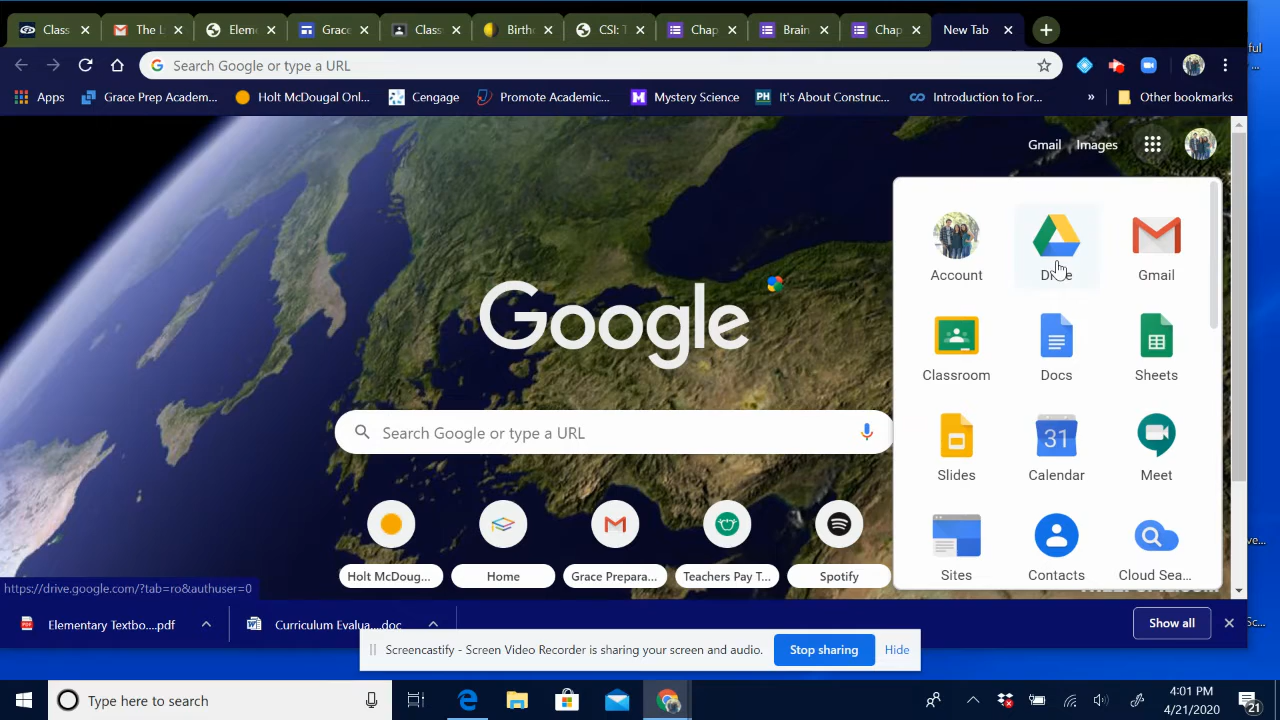 Class
The L
Elem
Grace
Class
Birth
CSI: T
Chap
Brain
Chap
New Tab
Search Google or type a URL
Apps
Grace Prep Academ...
Holt McDougal Onl...
Cengage
Promote Academic...
Mystery Science
PH
It's About Construc...
Introduction to For...
»
Other bookmarks
Gmail
Images
Account
Drive
Gmail
Classroom
Docs
Sheets
31
Slides
Calendar
Meet
Sites
Contacts
Cloud Sea...
Google
Search Google or type a URL
Holt McDoug...
Home
Grace Prepara...
Teachers Pay T...
Spotify
https://drive.google.com/?tab=ro&authuser=0
Elementary Textbo....pdf
Curriculum Evalua....doc
Show all
Screencastify - Screen Video Recorder is sharing your screen and audio.
Stop sharing
Hide
Type here to search
4:01 PM
4/21/2020
21